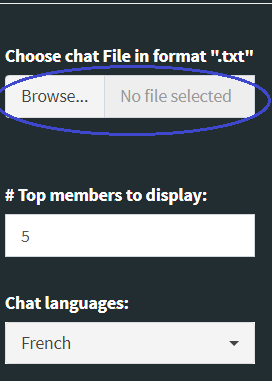 Choose chat File in format ".txt"
Browse... No file selected
# Top members to display:
5
Chat languages:
French